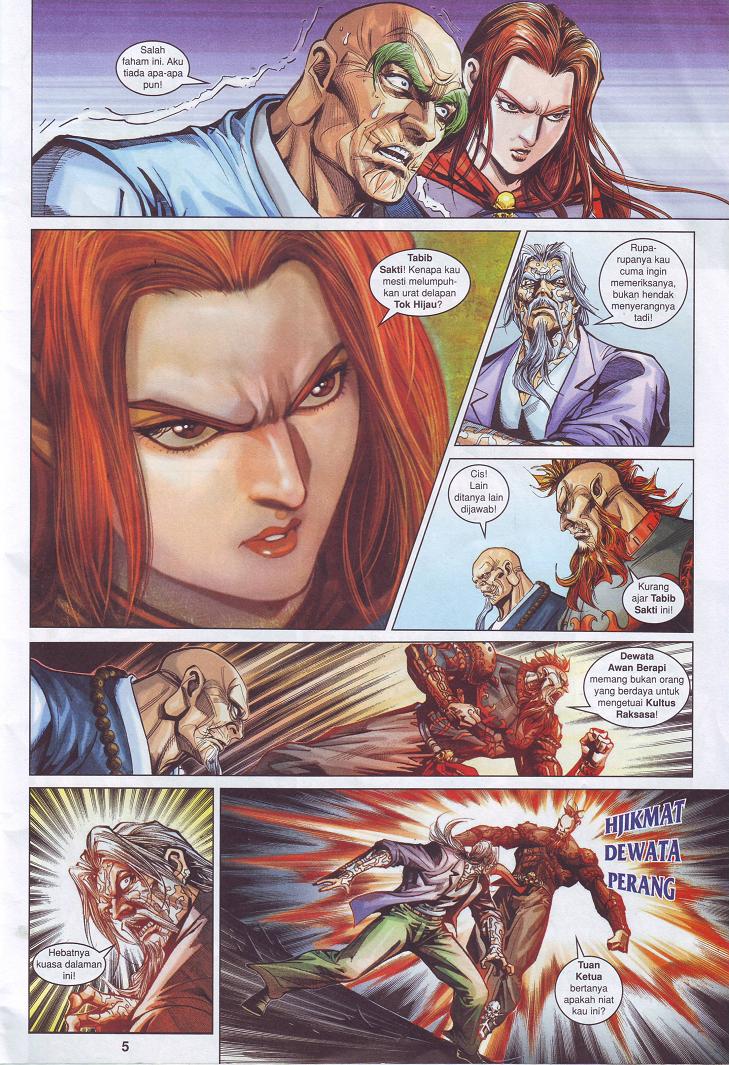 Salah
faham ini. Aku
tiada apa-apa
pun!
Tabib
Sakti! Kenapa kau
mesti melumpuh-
kan urat delapan
Tok Hijau?
Rupa-
rupanya kau
cuma ingin
memeriksanya,
bukan hendak
menyerangnya
tadi!
Cis!
Lain
ditanya lain
dijawab!
Kurang
ajar Tabib
Sakti ini!
Dewata
Awan Berapi
memang bukan orang
yang berdaya untuk
mengetuai Kultus
Raksasa!
Hebatnya
kuasa dalaman
ini!
HJIKMAT
DEWATA
PERANG
Tuan
Ketua
bertanya
apakah niat
kau ini?
5